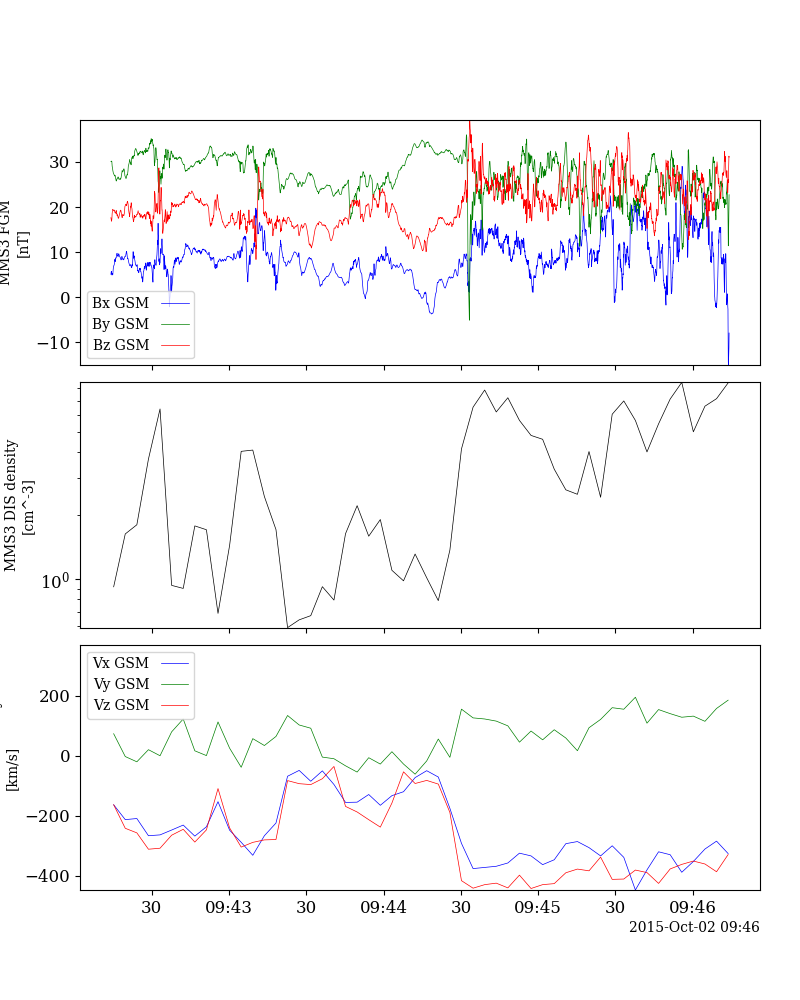 MMS3 FGM
[nT]
30
20
10
0
−10
Bx GSM
By GSM
Bz GSM
MMS3 DIS density
[cm^-3]
10^0
[km/s]
200
0
−200
−400
Vx GSM
Vy GSM
Vz GSM
30 09:43 30 09:44 30 09:45 30 09:46
2015-Oct-02 09:46